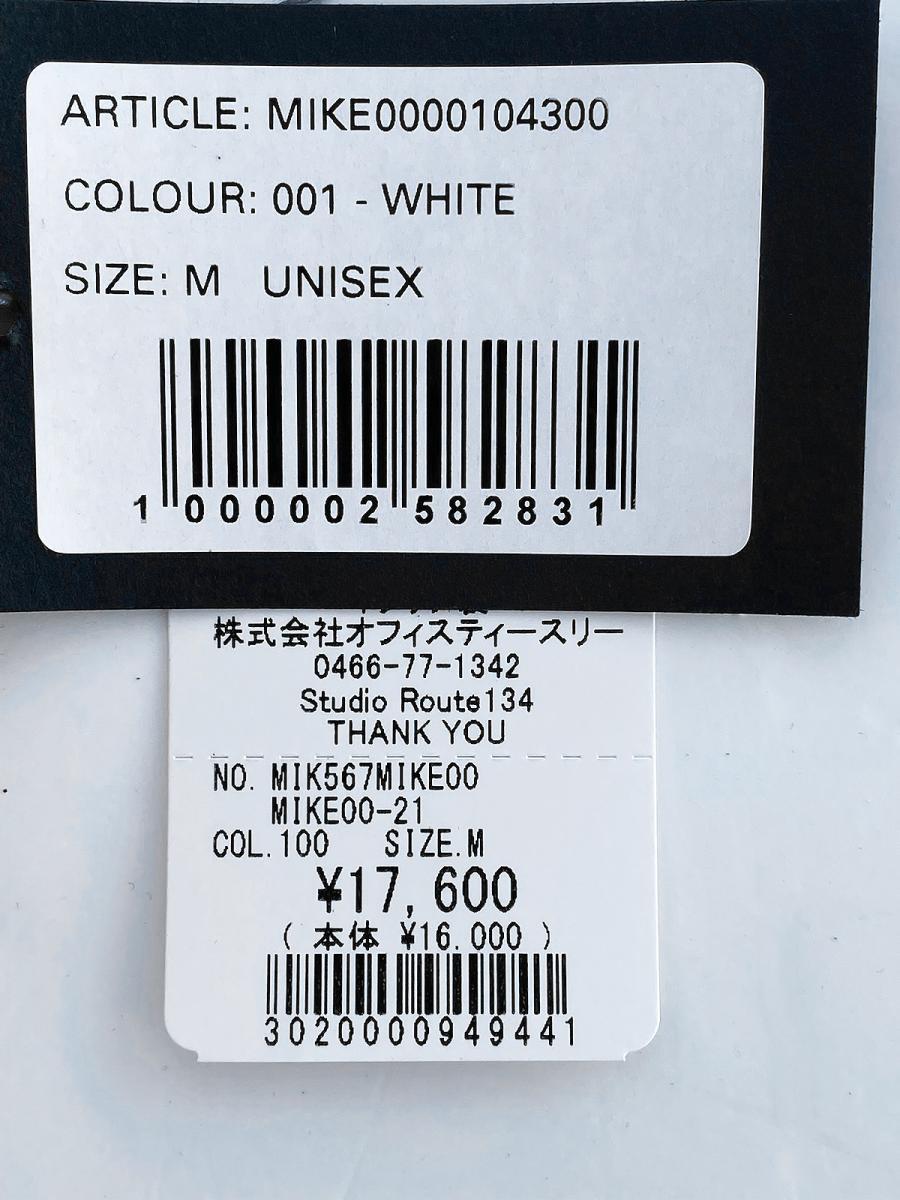 ARTICLE: MIKE0000104300
COLOUR: 001 - WHITE
SIZE: M UNISEX
1 000002 582831
株式会社オフィスティースリー
0466-77-1342
Studio Route134
THANK YOU
NO. MIK567MIKE00
MIKE00-21
COL.100 SIZE.M
¥17,600
( 本体 ¥16.000 )
3020000949441